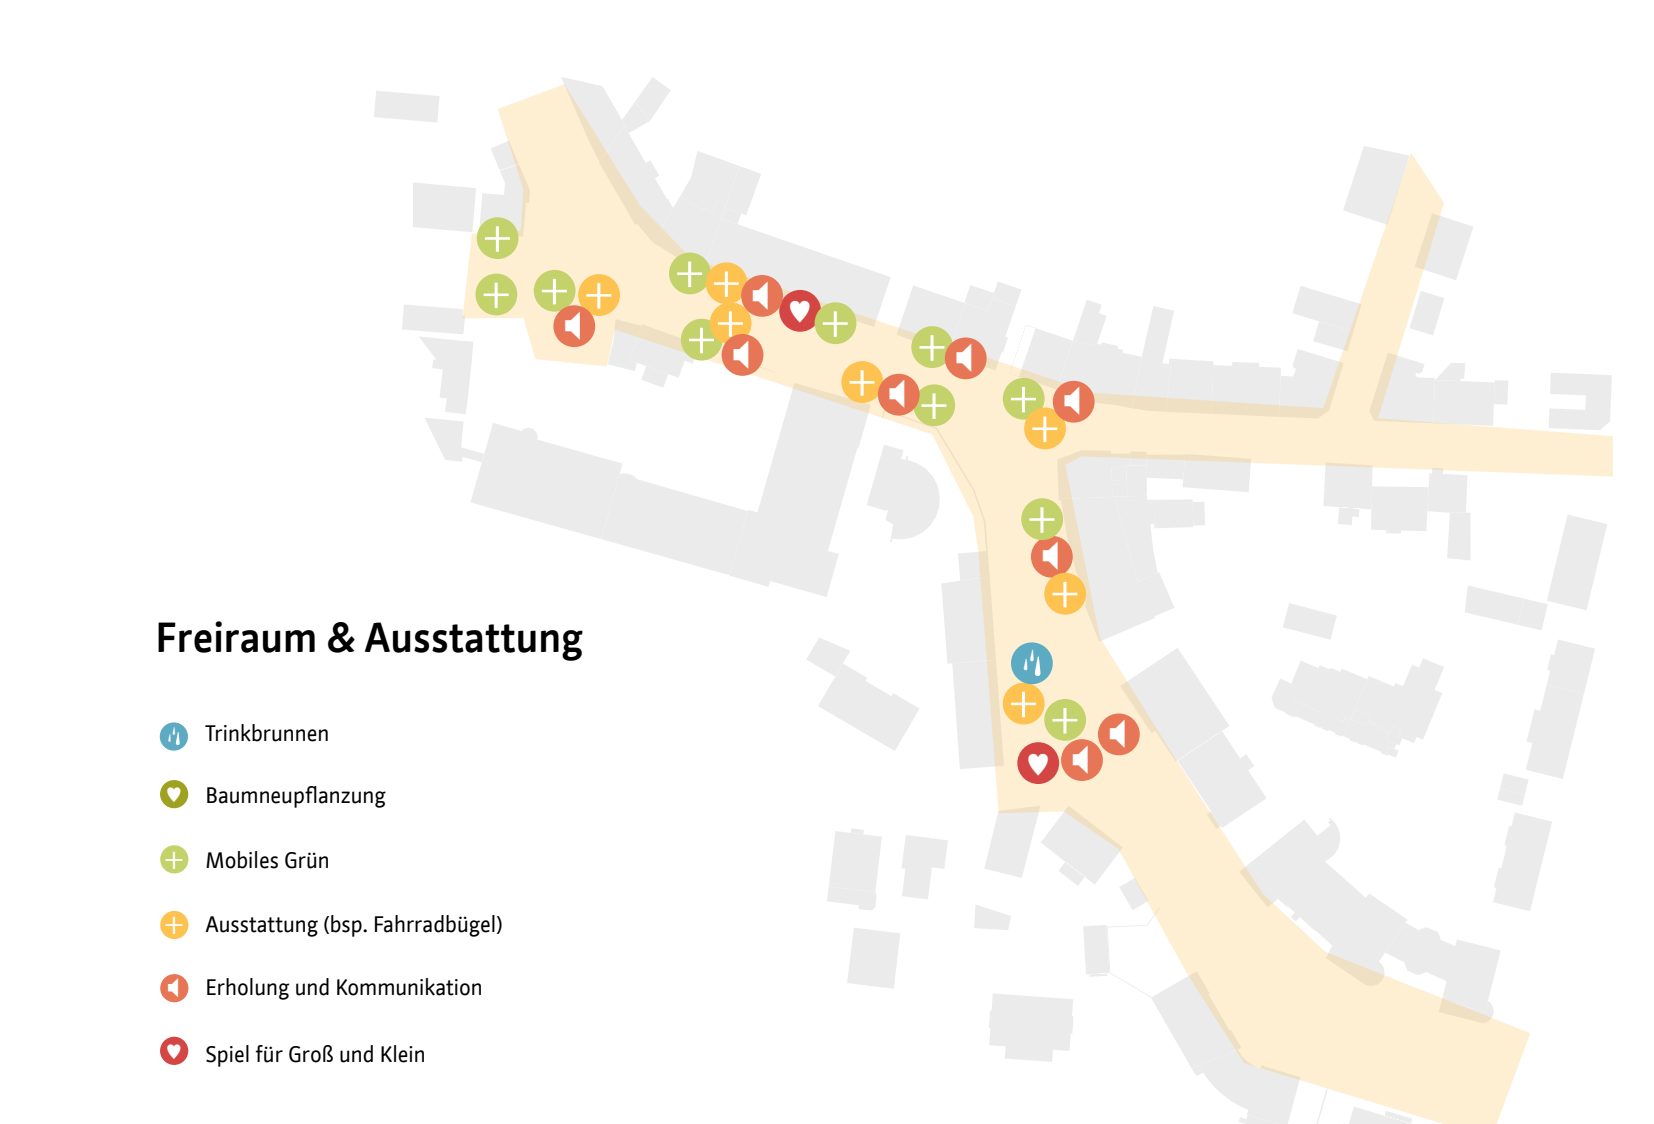 Freiraum & Ausstattung
Trinkbrunnen
Baumneupflanzung
Mobiles Grün
Ausstattung (bsp. Fahrradbügel)
Erholung und Kommunikation
Spiel für Groß und Klein